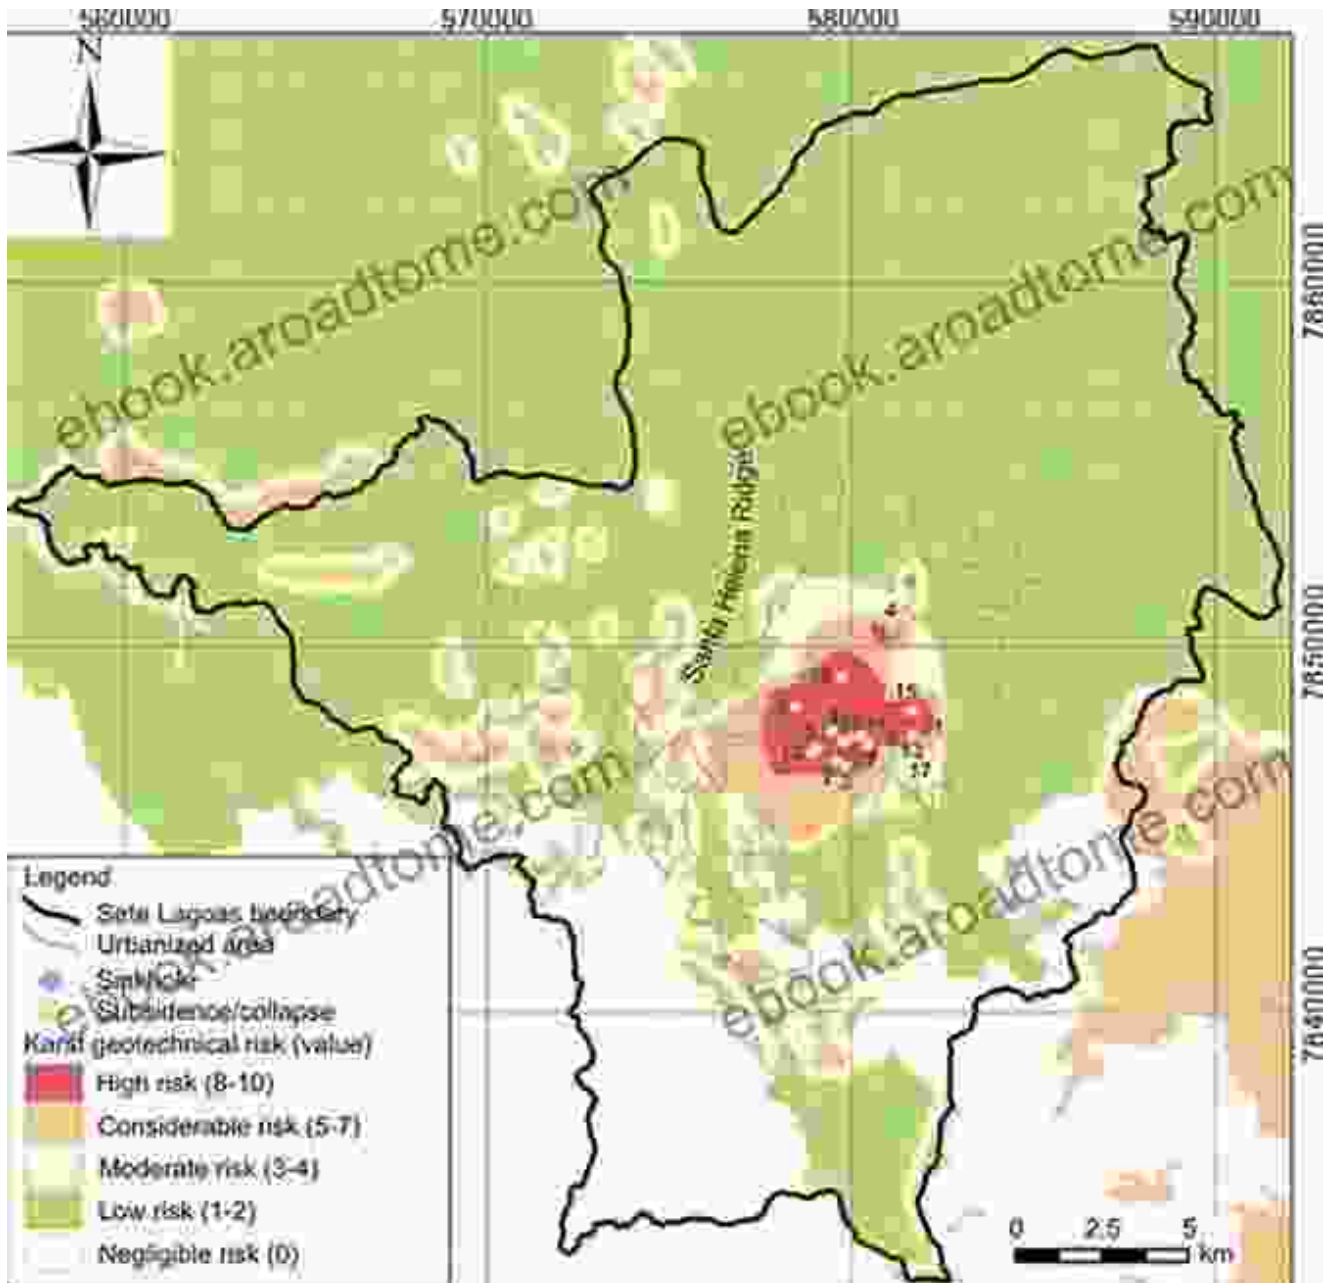 560000 570000 580000 590000
N
7860000
7850000
7840000
ebook.aroadtome.com
ebook.aroadtome.com
Santa Helena Ridge
4
15
17
ebook.aroadtome.com
ebook.aroadtome.com
Legend
Sete Lagoas boundary
Urbanized area
Sinkhole
Subsidence/collapse
Karst geotechnical risk (value)
High risk (8-10)
Considerable risk (5-7)
Moderate risk (3-4)
Low risk (1-2)
Negligible risk (0)
0 2.5 5
km